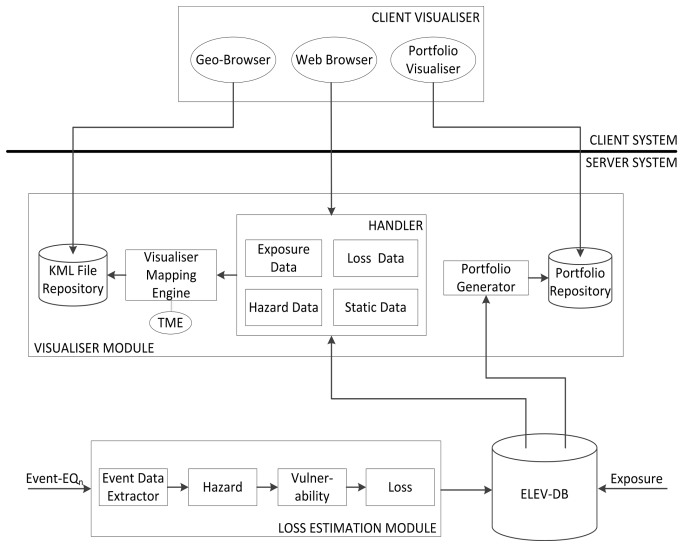 CLIENT VISUALISER
Geo-Browser
Web Browser
Portfolio
Visualiser
CLIENT SYSTEM
SERVER SYSTEM
HANDLER
KML File
Repository
Visualiser
Mapping
Engine
TME
Exposure
Data
Loss Data
Hazard Data
Static Data
Portfolio
Generator
Portfolio
Repository
VISUALISER MODULE
Event-EQn
Event Data
Extractor
Hazard
Vulner-
ability
Loss
LOSS ESTIMATION MODULE
ELEV-DB
Exposure